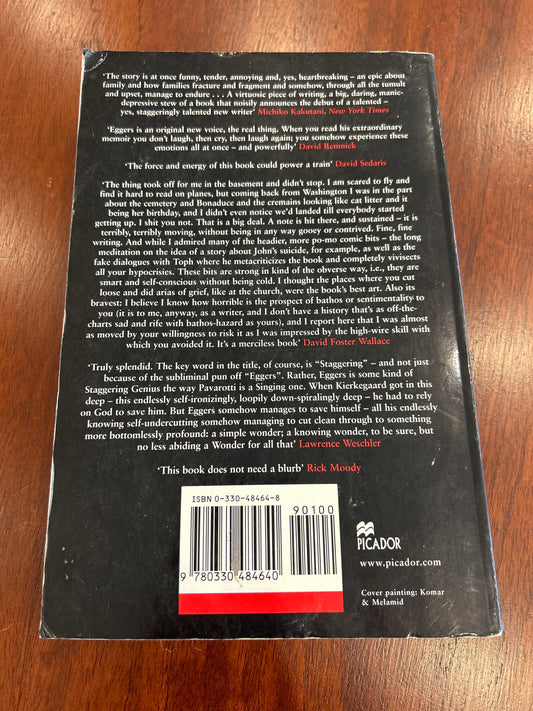 ‘The story is at once funny, tender, annoying and, yes, heartbreaking – an epic about
family and how families fracture and fragment and somehow, through all the tumult
and upset, manage to endure . . . A virtuosic piece of writing, a big, daring, manic-
depressive stew of a book that noisily announces the debut of a talented –
yes, staggeringly talented new writer’ Michiko Kakutani, New York Times
‘Eggers is an original new voice, the real thing. When you read his extraordinary
memoir you don’t laugh, then cry, then laugh again; you somehow experience these
emotions all at once – and powerfully’ David Remnick
‘The force and energy of this book could power a train’ David Sedaris
‘The thing took off for me in the basement and didn’t stop. I am scared to fly and
find it hard to read on planes, but coming back from Washington I was in the part
about the cemetery and Bonaduce and the cremains looking like cat litter and it
being her birthday, and I didn’t even notice we’d landed till everybody started
getting up. I shit you not. That is a big deal. A note is hit there, and sustained – it is
terribly, terribly moving, without being in any way gooey or contrived. Fine, fine
writing. And while I admired many of the headier, more po-mo comic bits – the long
meditation on the idea of a story about John’s suicide, for example, as well as the
fake dialogues with Toph where he metacriticizes the book and completely vivisects
all your hypocrisies. These bits are strong in kind of the obverse way, i.e., they are
smart and self-conscious without being cold. I thought the places where you cut
loose and did arias of grief, like at the church, were the book’s best art. Also its
bravest: I believe I know how horrible is the prospect of bathos or sentimentality to
you (it is to me, anyway, as a writer, and I don’t have a history that’s as off-the-
charts sad and rife with bathos-hazard as yours), and I report here that I was almost
as moved by your willingness to risk it as I was impressed by the high-wire skill with
which you avoided it. It’s a merciless book’ David Foster Wallace
‘Truly splendid. The key word in the title, of course, is “Staggering” – and not just
because of the subliminal pun off “Eggers”. Rather, Eggers is some kind of
Staggering Genius the way Pavarotti is a Singing one. When Kierkegaard got in this
deep – this endlessly self-ironizingly, loopily down-spiralingly deep – he had to rely
on God to save him. But Eggers somehow manages to save himself – all his endlessly
knowing self-undercutting somehow managing to cut clean through to something
more bottomlessly profound: a simple wonder; a knowing wonder, to be sure, but
no less abiding a Wonder for all that’ Lawrence Weschler
‘This book does not need a blurb’ Rick Moody
ISBN 0-330-48464-8
90100
9 780330 484640
PICADOR
www.picador.com
Cover painting: Komar
& Melamid